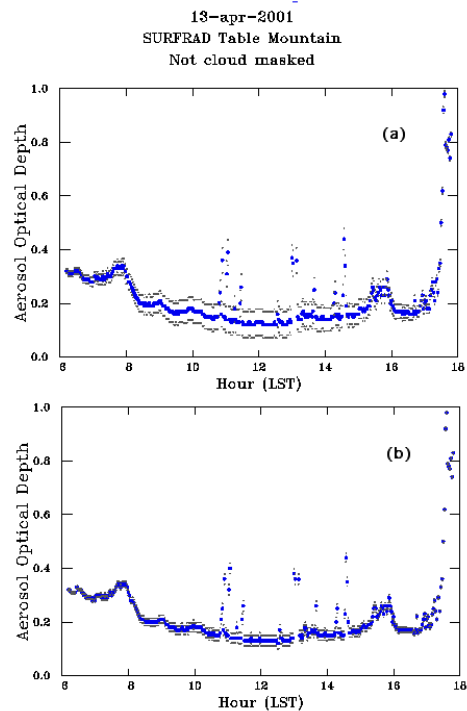 13-apr-2001
SURFRAD Table Mountain
Not cloud masked
1.0
0.8
0.6
0.4
0.2
0.0
Aerosol Optical Depth
(a)
6 8 10 12 14 16 18
Hour (LST)
1.0
0.8
0.6
0.4
0.2
0.0
Aerosol Optical Depth
(b)
6 8 10 12 14 16 18
Hour (LST)